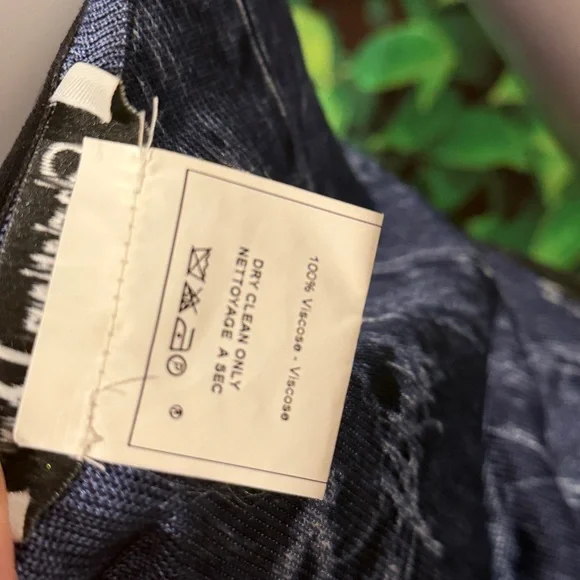 100% Viscose - Viscose
DRY CLEAN ONLY
NETTOYAGE A SEC
P